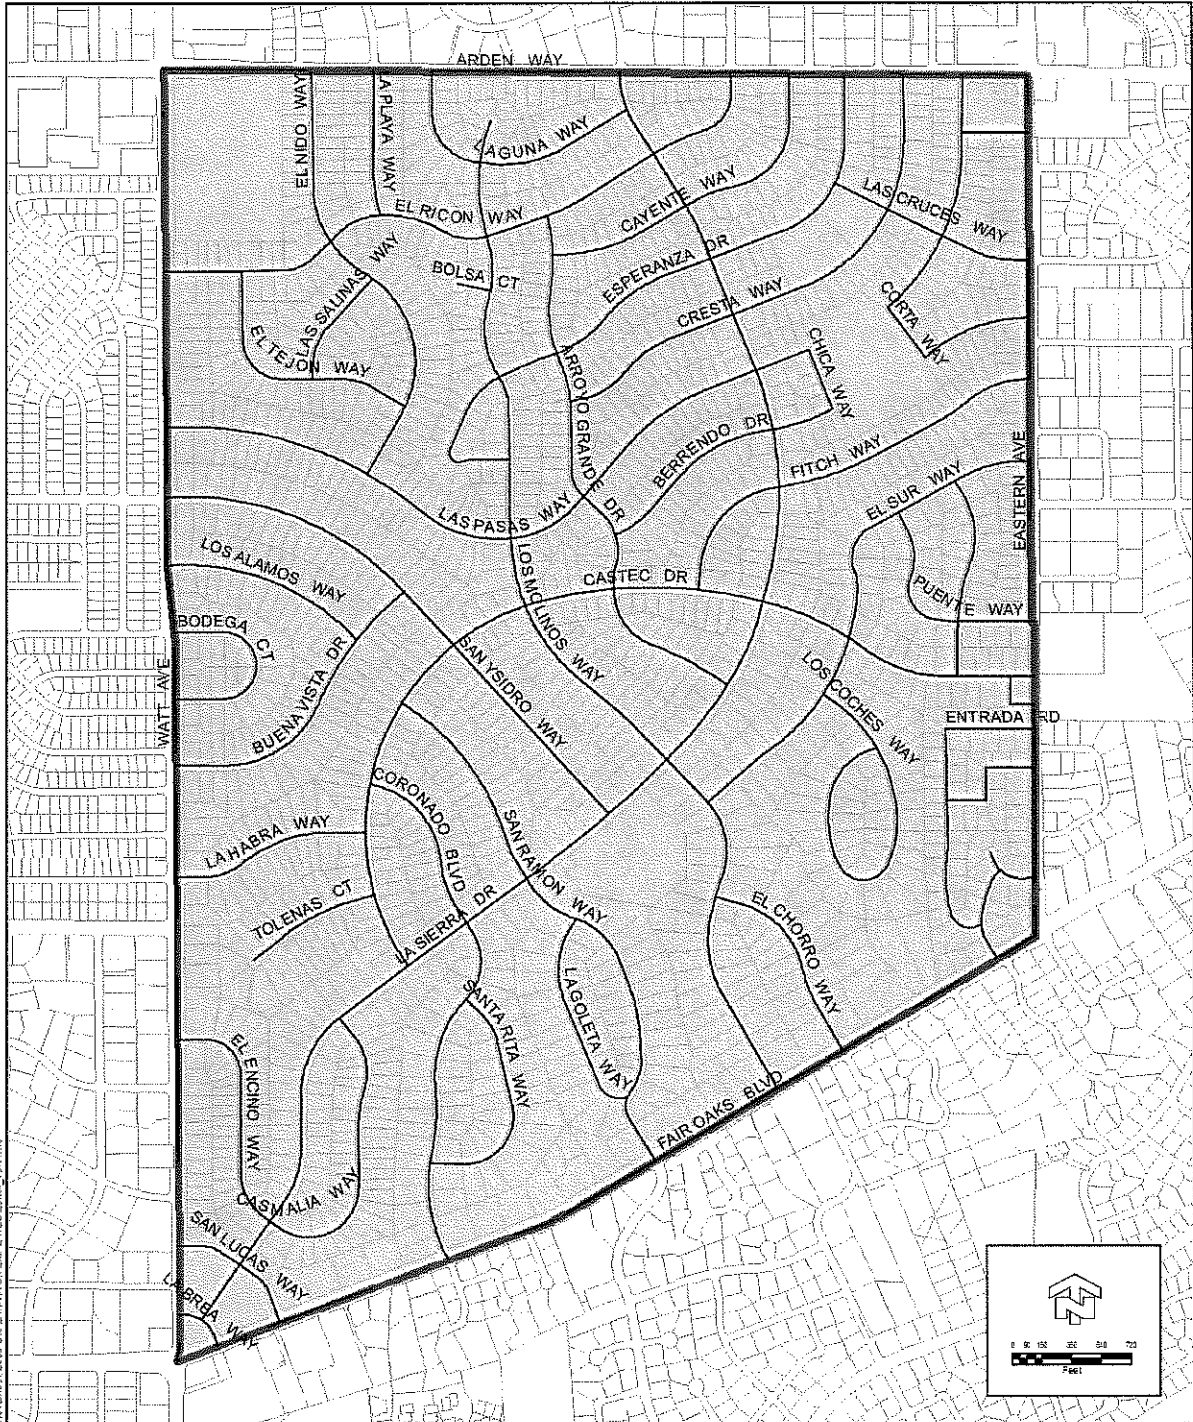 ARDEN WAY
EL NIDO WAY
LA PLAYA WAY
LAGUNA WAY
EL RICON WAY
CAYENTE WAY
LAS CRUCES WAY
LAS SALINAS WAY
BOLSA CT
ESPERANZA DR
CRESTA WAY
CORTA WAY
EL TEJON WAY
ARROYO GRANDE DR
CHICA WAY
BERRENDO DR
FITCH WAY
EL SUR WAY
EASTERN AVE
LAS PASAS WAY
LOS ALAMOS WAY
LOS MOLINOS WAY
CASTEC DR
PUENTE WAY
BODEGA CT
WATT AVE
BUENA VISTA DR
SAN YSIDRO WAY
LOS COCHES WAY
ENTRADA RD
CORONADO BLVD
LA HABRA WAY
SAN RAMON WAY
TOLENAS CT
LA SIERRA DR
EL CHORRO WAY
LA GOLETA WAY
SANTA RITA WAY
EL ENCINO WAY
FAIR OAKS BLVD
CASMALIA WAY
SAN LUCAS WAY
LA BREA WAY
N
Feet